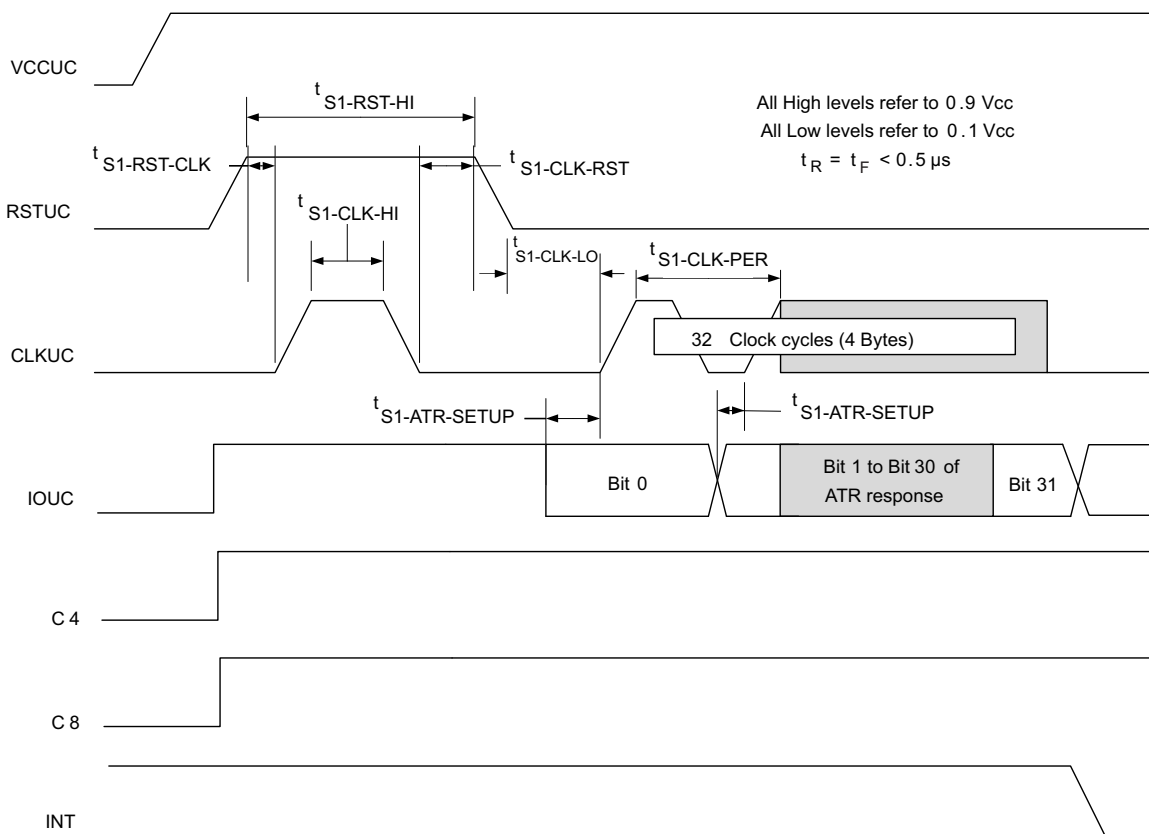 VCCUC
t S1-RST-HI
All High levels refer to 0.9 Vcc
All Low levels refer to 0.1 Vcc
t R = t F < 0.5 µs
t S1-RST-CLK
t S1-CLK-RST
RSTUC
t S1-CLK-HI
t S1-CLK-LO
t S1-CLK-PER
CLKUC
32 Clock cycles (4 Bytes)
t S1-ATR-SETUP
t S1-ATR-SETUP
IOUC
Bit 0
Bit 1 to Bit 30 of
ATR response
Bit 31
C 4
C 8
INT